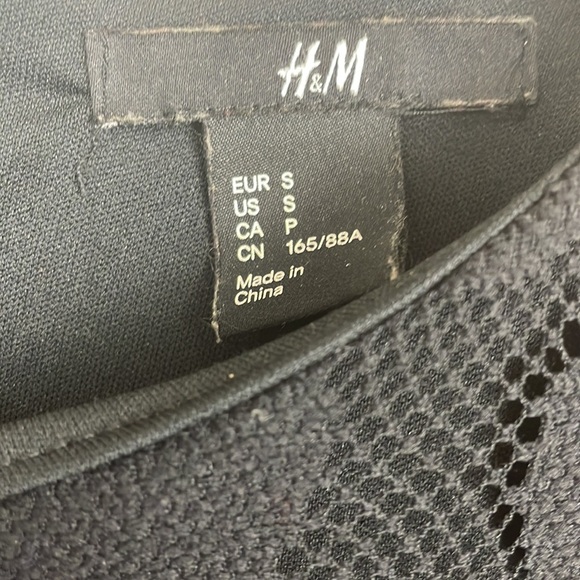 H&M
EUR S
US S
CA P
CN 165/88A
Made in
China